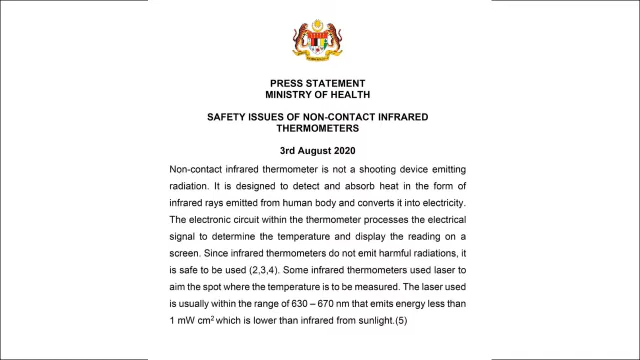 PRESS STATEMENT
MINISTRY OF HEALTH
SAFETY ISSUES OF NON-CONTACT INFRARED
THERMOMETERS
3rd August 2020
Non-contact infrared thermometer is not a shooting device emitting
radiation. It is designed to detect and absorb heat in the form of
infrared rays emitted from human body and converts it into electricity.
The electronic circuit within the thermometer processes the electrical
signal to determine the temperature and display the reading on a
screen. Since infrared thermometers do not emit harmful radiations, it
is safe to be used (2,3,4). Some infrared thermometers used laser to
aim the spot where the temperature is to be measured. The laser used
is usually within the range of 630 – 670 nm that emits energy less than
1 mW cm² which is lower than infrared from sunlight.(5)